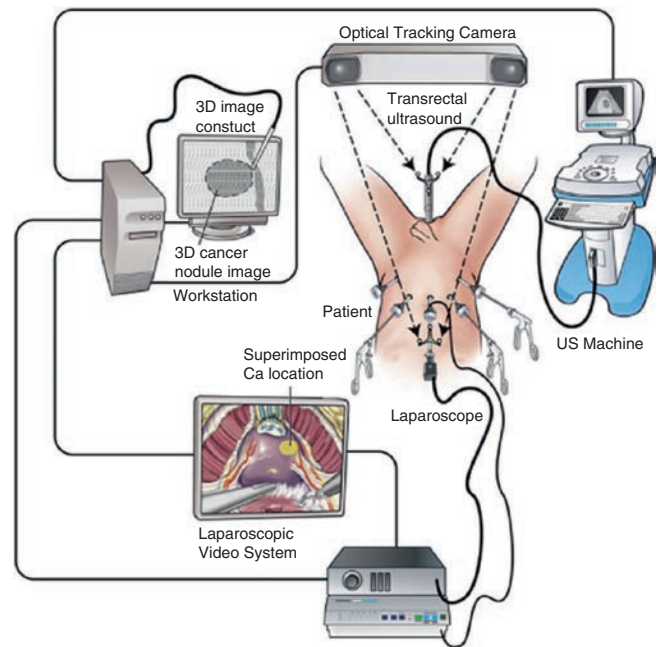 Optical Tracking Camera
3D image
constuct
Transrectal
ultrasound
3D cancer
nodule image
Workstation
Patient
US Machine
Superimposed
Ca location
Laparoscope
Laparoscopic
Video System